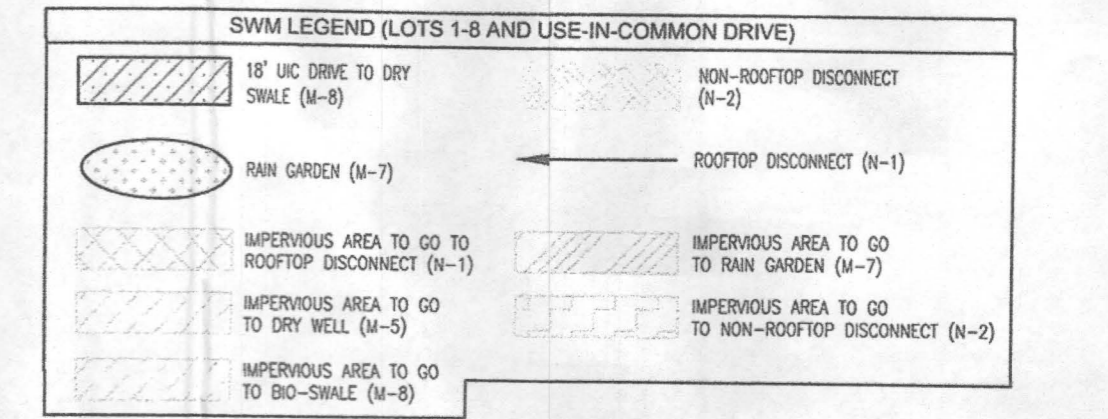 SWM LEGEND (LOTS 1-8 AND USE-IN-COMMON DRIVE)
18' UIC DRIVE TO DRY
SWALE (M-8)
RAIN GARDEN (M-7)
IMPERVIOUS AREA TO GO TO
ROOFTOP DISCONNECT (N-1)
IMPERVIOUS AREA TO GO
TO DRY WELL (M-5)
IMPERVIOUS AREA TO GO
TO BIO-SWALE (M-8)
NON-ROOFTOP DISCONNECT
(N-2)
ROOFTOP DISCONNECT (N-1)
IMPERVIOUS AREA TO GO
TO RAIN GARDEN (M-7)
IMPERVIOUS AREA TO GO
TO NON-ROOFTOP DISCONNECT (N-2)